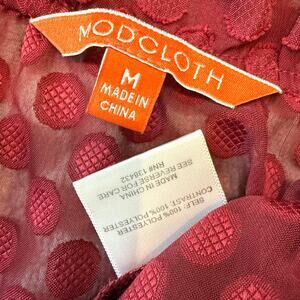 MODCLOTH
M
MADE IN
CHINA
SELF: 100% POLYESTER
CONTRAST: 100% POLYESTER
MADE IN CHINA
SEE REVERSE FOR CARE
RN# 138432